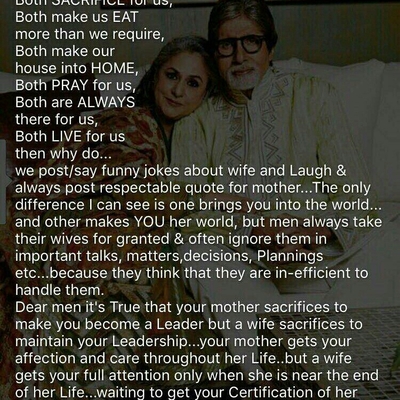 Both SACRIFICE for us,
Both make us EAT
more than we require,
Both make our
house into HOME,
Both PRAY for us,
Both are ALWAYS
there for us,
Both LIVE for us
then why do...
we post/say funny jokes about wife and Laugh &
always post respectable quote for mother...The only
difference I can see is one brings you into the world...
and other makes YOU her world, but men always take
their wives for granted & often ignore them in
important talks, matters,decisions, Plannings
etc...because they think that they are in-efficient to
handle them.
Dear men it's True that your mother sacrifices to
make you become a Leader but a wife sacrifices to
maintain your Leadership...your mother gets your
affection and care throughout her Life..but a wife
gets your full attention only when she is near the end
of her Life...waiting to get your Certification of her